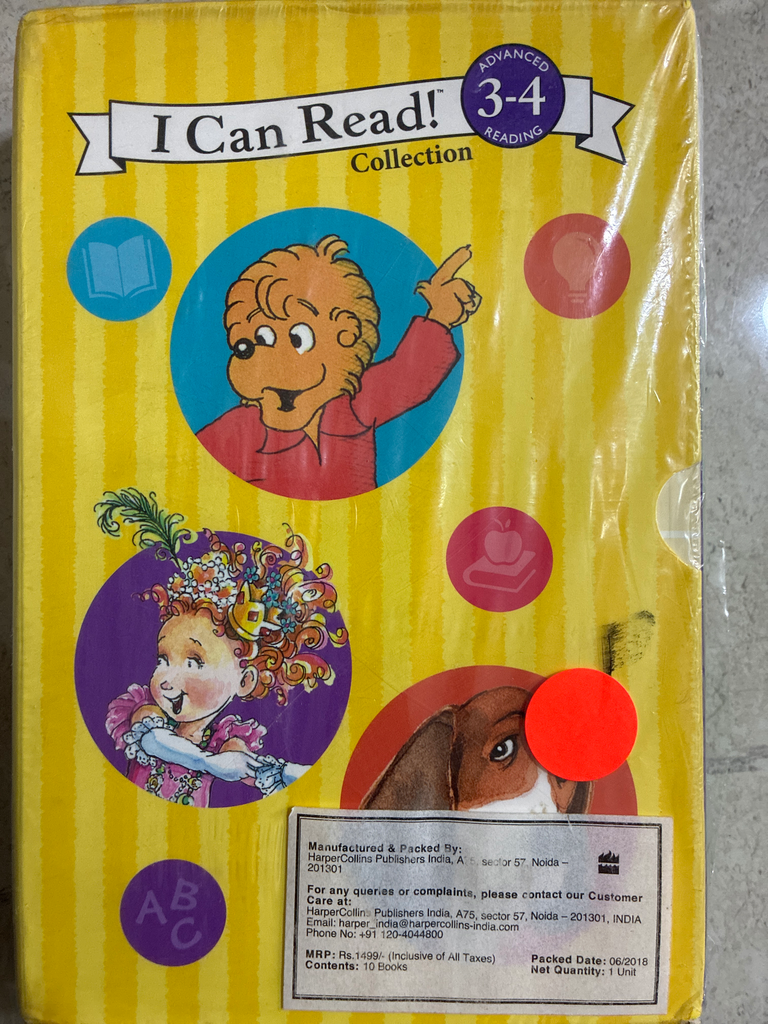 I Can Read!™
ADVANCED
3-4
READING
Collection
A B
C
Manufactured & Packed By:
HarperCollins Publishers India, A75, sector 57, Noida –
201301
For any queries or complaints, please contact our Customer
Care at:
HarperCollins Publishers India, A75, sector 57, Noida – 201301, INDIA
Email: harper_india@harpercollins-india.com
Phone No: +91 120-4044800
MRP: Rs.1499/- (Inclusive of All Taxes)
Contents: 10 Books
Packed Date: 06/2018
Net Quantity: 1 Unit